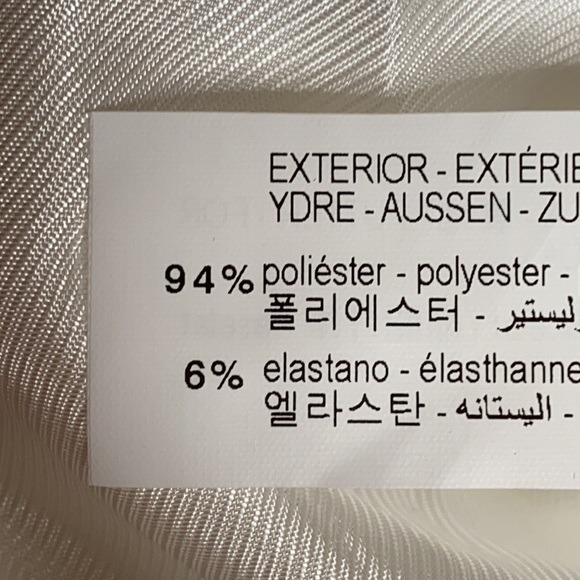 EXTERIOR - EXTÉRIE
YDRE - AUSSEN - ZU
94% poliéster - polyester -
폴리에스터 -
6% elastano - élasthanne
엘라스탄 - اليستانه -